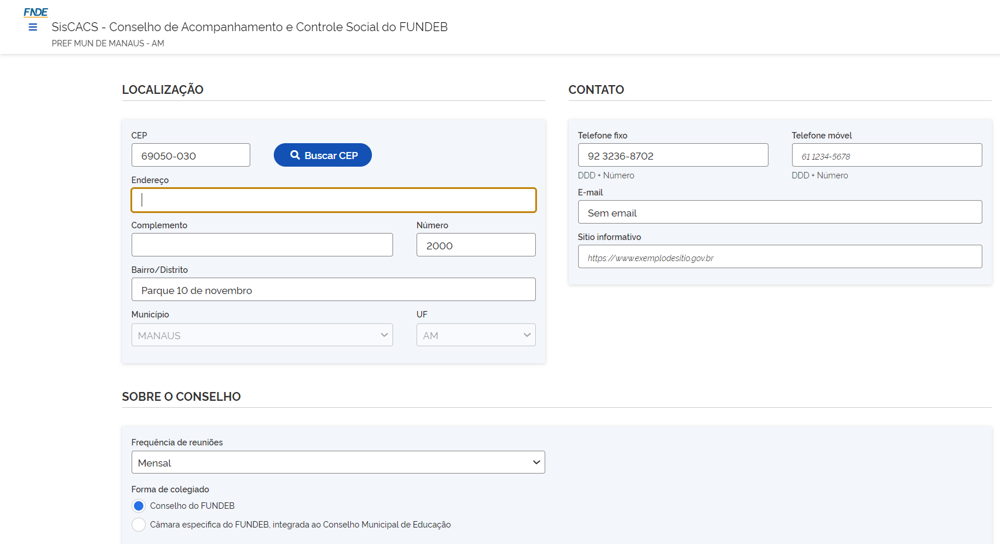 FNDE
SisCACS - Conselho de Acompanhamento e Controle Social do FUNDEB
PREF MUN DE MANAUS - AM
LOCALIZAÇÃO
CEP
69050-030
Buscar CEP
Endereço
Complemento
Número
2000
Bairro/Distrito
Parque 10 de novembro
Município
UF
MANAUS
AM
CONTATO
Telefone fixo
Telefone móvel
92 3236-8702
61 1234-5678
DDD + Número
DDD + Número
E-mail
Sem email
Sitio informativo
https://www.exemplodesitio.gov.br
SOBRE O CONSELHO
Frequência de reuniões
Mensal
Forma de colegiado
Conselho do FUNDEB
Câmara especifica do FUNDEB, integrada ao Conselho Municipal de Educação